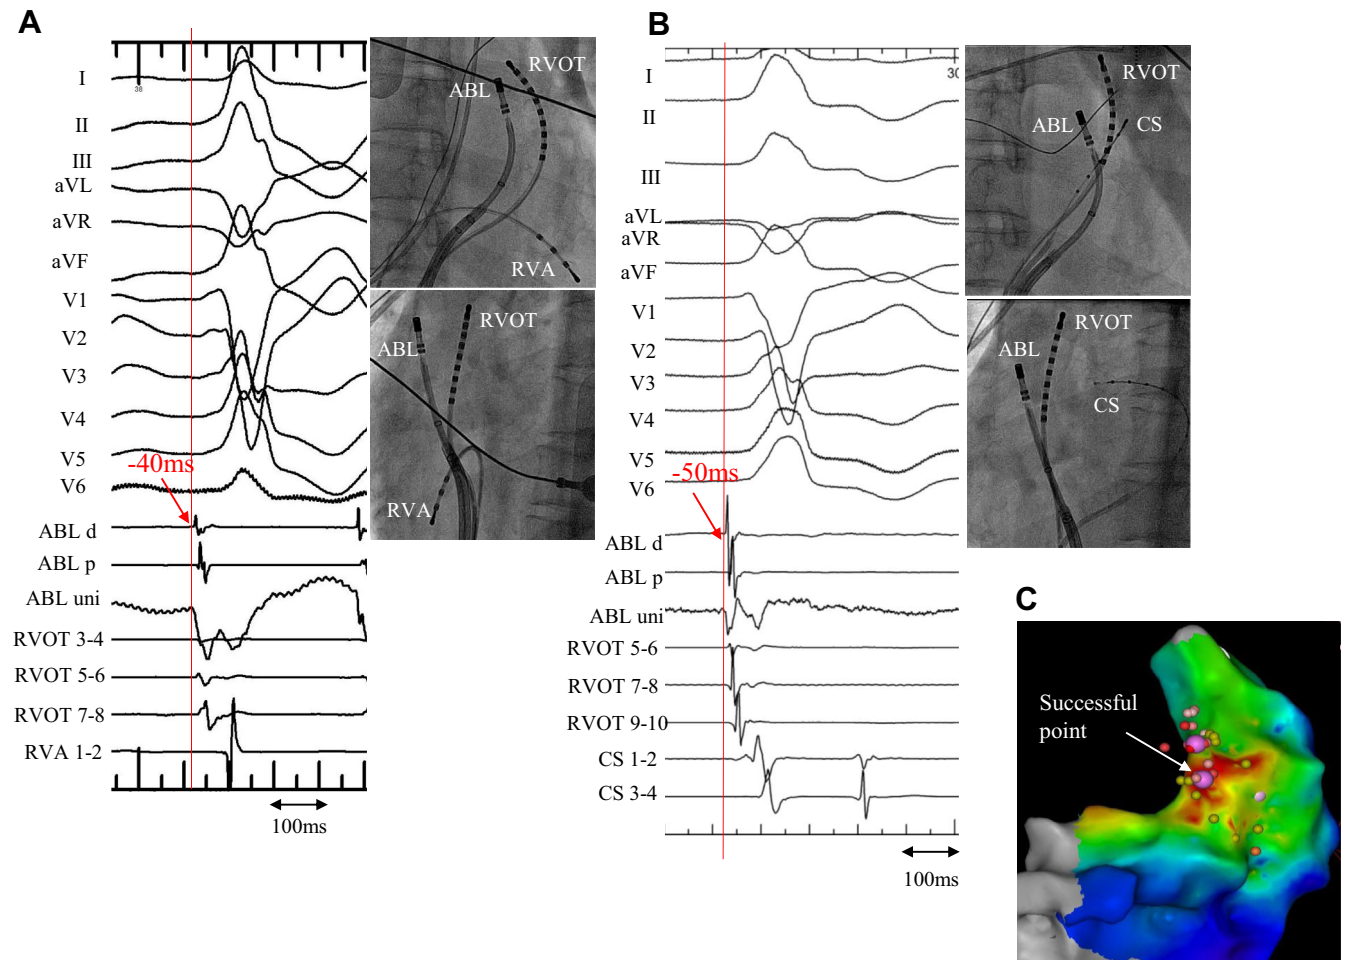 A
38
I
II
III
aVL
aVR
aVF
V1
V2
V3
V4
V5
V6
-40ms
ABL d
ABL p
ABL uni
RVOT 3-4
RVOT 5-6
RVOT 7-8
RVA 1-2
100ms
RVOT
ABL
RVA
RVOT
ABL
RVA
B
30
I
II
III
aVL
aVR
aVF
V1
V2
V3
V4
V5
V6
-50ms
ABL d
ABL p
ABL uni
RVOT 5-6
RVOT 7-8
RVOT 9-10
CS 1-2
CS 3-4
100ms
RVOT
ABL
CS
RVOT
ABL
CS
C
Successful
point